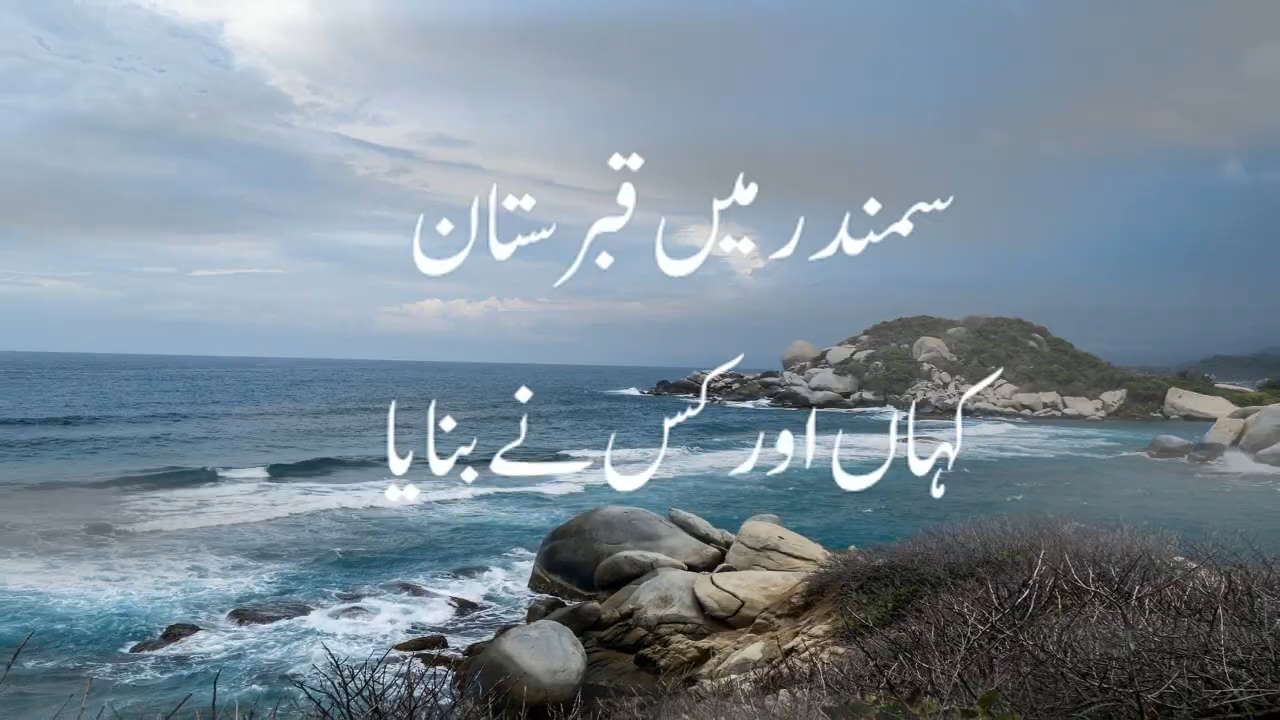 سمندر میں قبرستان
کہاں اور کس نے بنایا